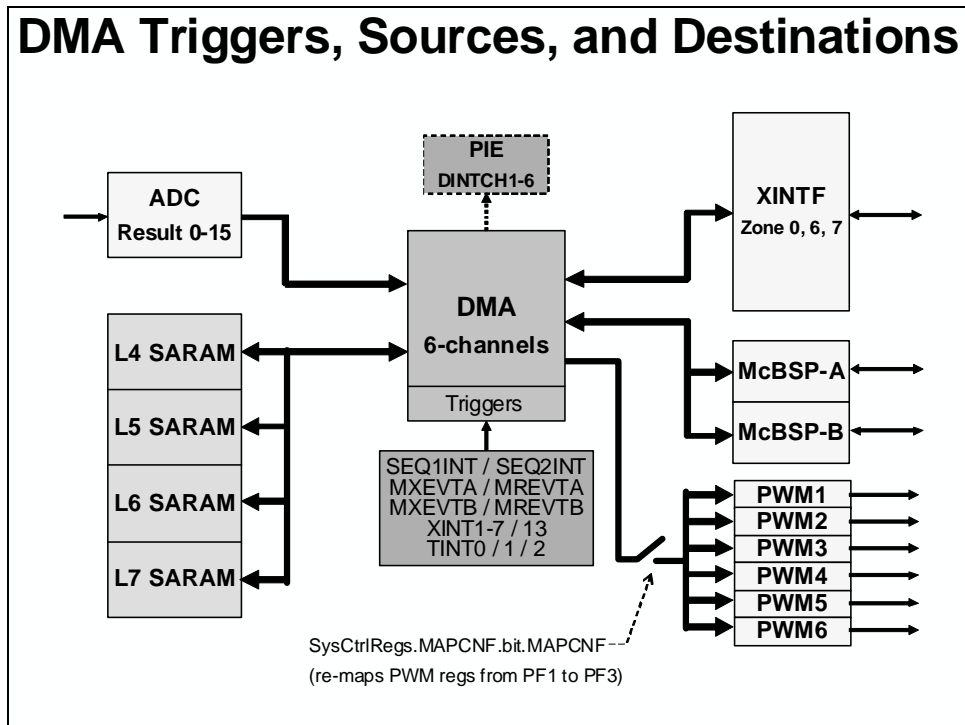 DMA Triggers, Sources, and Destinations
PIE
DINTCH1-6
ADC
Result 0-15
XINTF
Zone 0, 6, 7
DMA
6-channels
Triggers
L4 SARAM
L5 SARAM
L6 SARAM
L7 SARAM
McBSP-A
McBSP-B
SEQ1INT / SEQ2INT
MXEVTA / MREVTA
MXEVTB / MREVTB
XINT1-7 / 13
TINT0 / 1 / 2
PWM1
PWM2
PWM3
PWM4
PWM5
PWM6
SysCtrlRegs.MAPCNF.bit.MAPCNF
(re-maps PWM regs from PF1 to PF3)